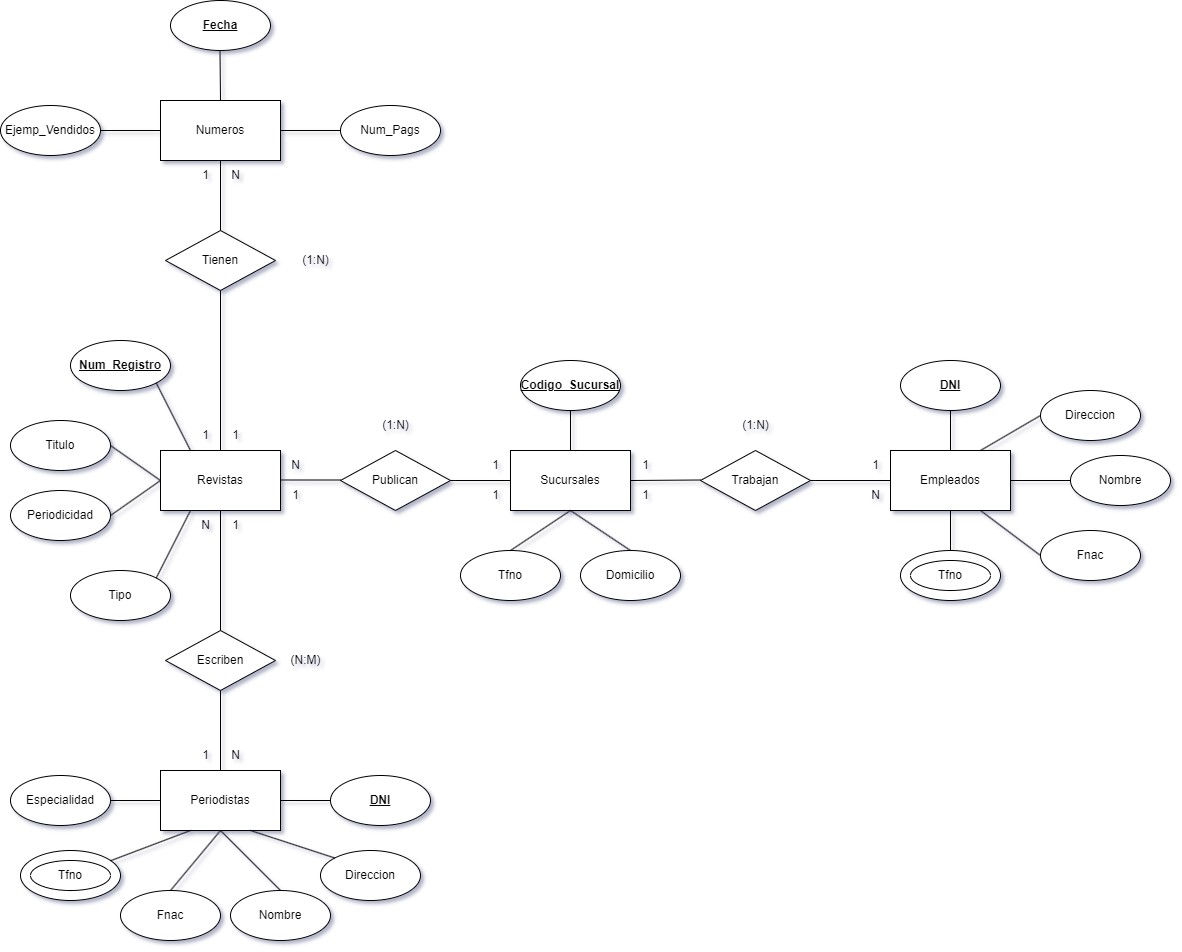 Fecha
Ejemp_Vendidos
Numeros
Num_Pags
1 N
Tienen
(1:N)
Num_Registro
Codigo_Sucursal
DNI
Direccion
(1:N)
(1:N)
1 1
Titulo
N
1
1
1
Revistas
Publican
Sucursales
Trabajan
Empleados
Nombre
1
1
1
N
Periodicidad
N 1
Fnac
Tfno
Domicilio
Tfno
Tipo
Escriben
(N:M)
1 N
Especialidad
Periodistas
DNI
Tfno
Direccion
Fnac
Nombre